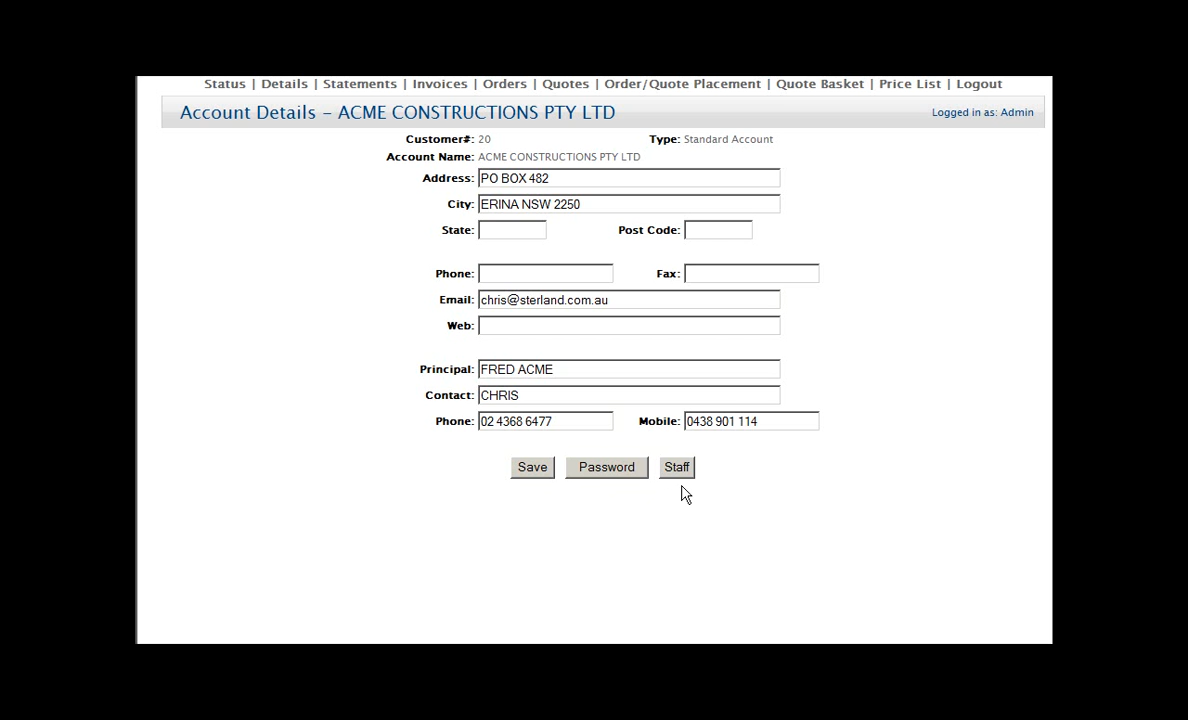 Status | Details | Statements | Invoices | Orders | Quotes | Order/Quote Placement | Quote Basket | Price List | Logout
Account Details – ACME CONSTRUCTIONS PTY LTD Logged in as: Admin
Customer#: 20 Type: Standard Account
Account Name: ACME CONSTRUCTIONS PTY LTD
Address: PO BOX 482
City: ERINA NSW 2250
State: Post Code:
Phone: Fax:
Email: chris@sterland.com.au
Web:
Principal: FRED ACME
Contact: CHRIS
Phone: 02 4368 6477 Mobile: 0438 901 114
Save Password Staff